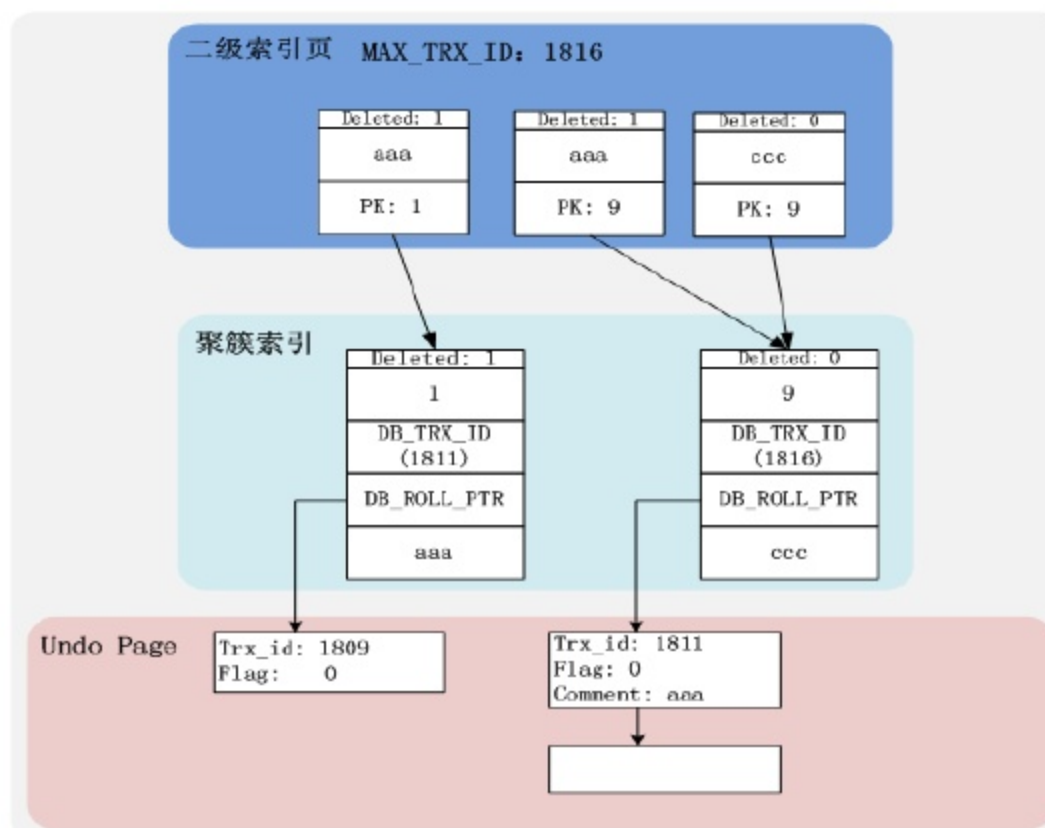 二级索引页 MAX_TRX_ID: 1816
Deleted: 1
aaa
PK: 1
Deleted: 1
aaa
PK: 9
Deleted: 0
ccc
PK: 9
聚簇索引
Deleted: 1
1
DB_TRX_ID
(1811)
DB_ROLL_PTR
aaa
Deleted: 0
9
DB_TRX_ID
(1816)
DB_ROLL_PTR
ccc
Undo Page
Trx_id: 1809
Flag: 0
Trx_id: 1811
Flag: 0
Comment: aaa